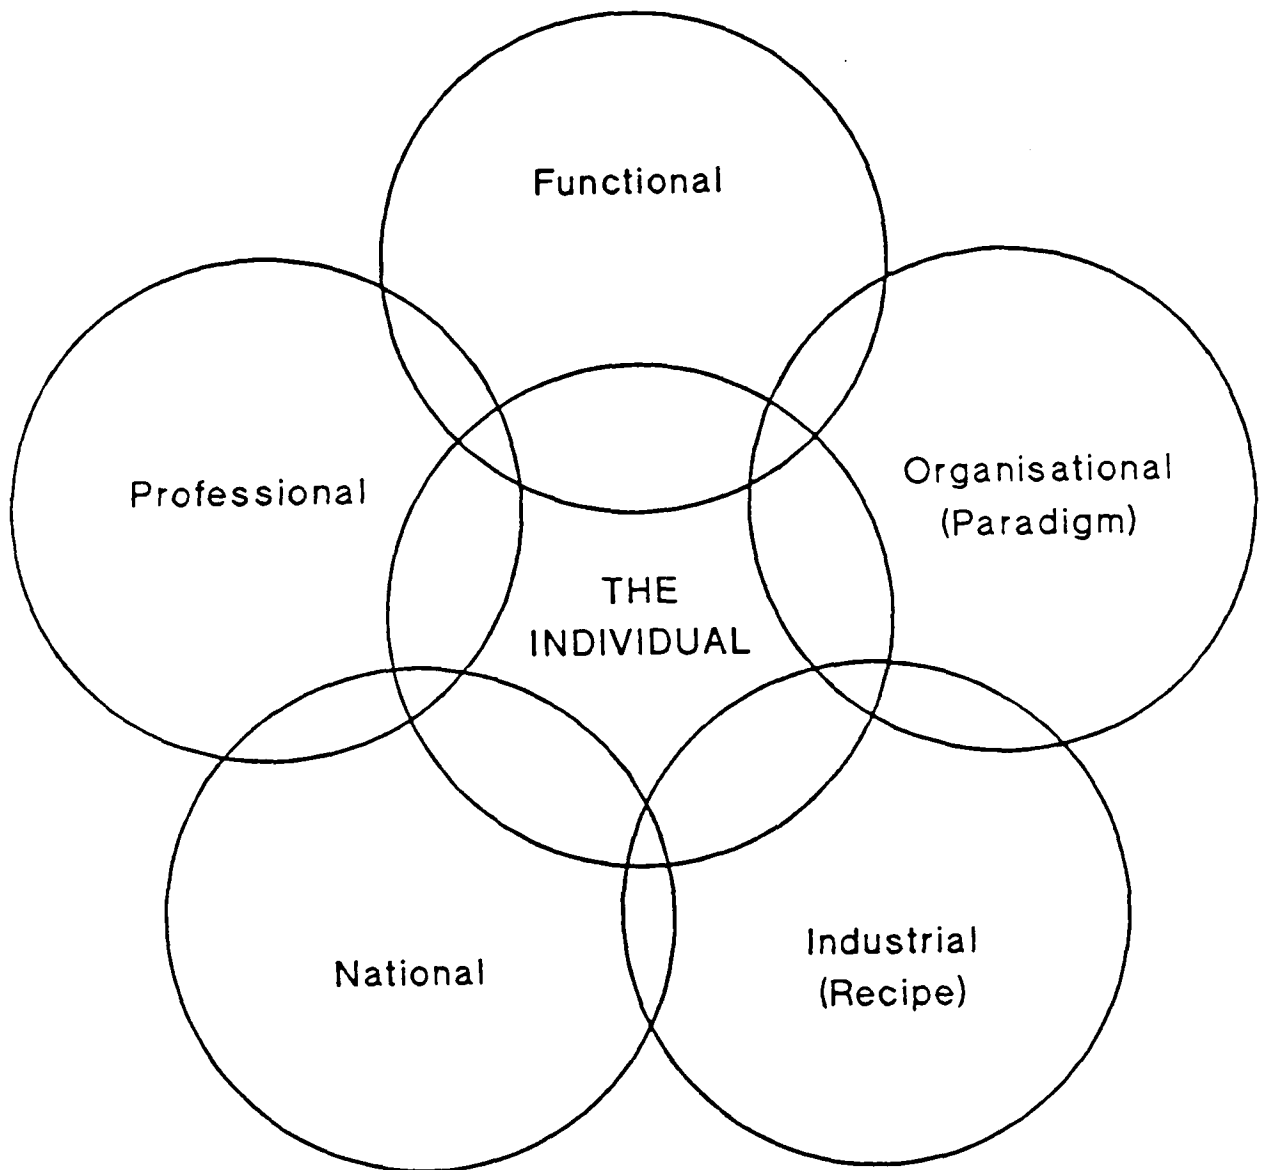 Functional
Professional
Organisational
(Paradigm)
THE
INDIVIDUAL
National
Industrial
(Recipe)